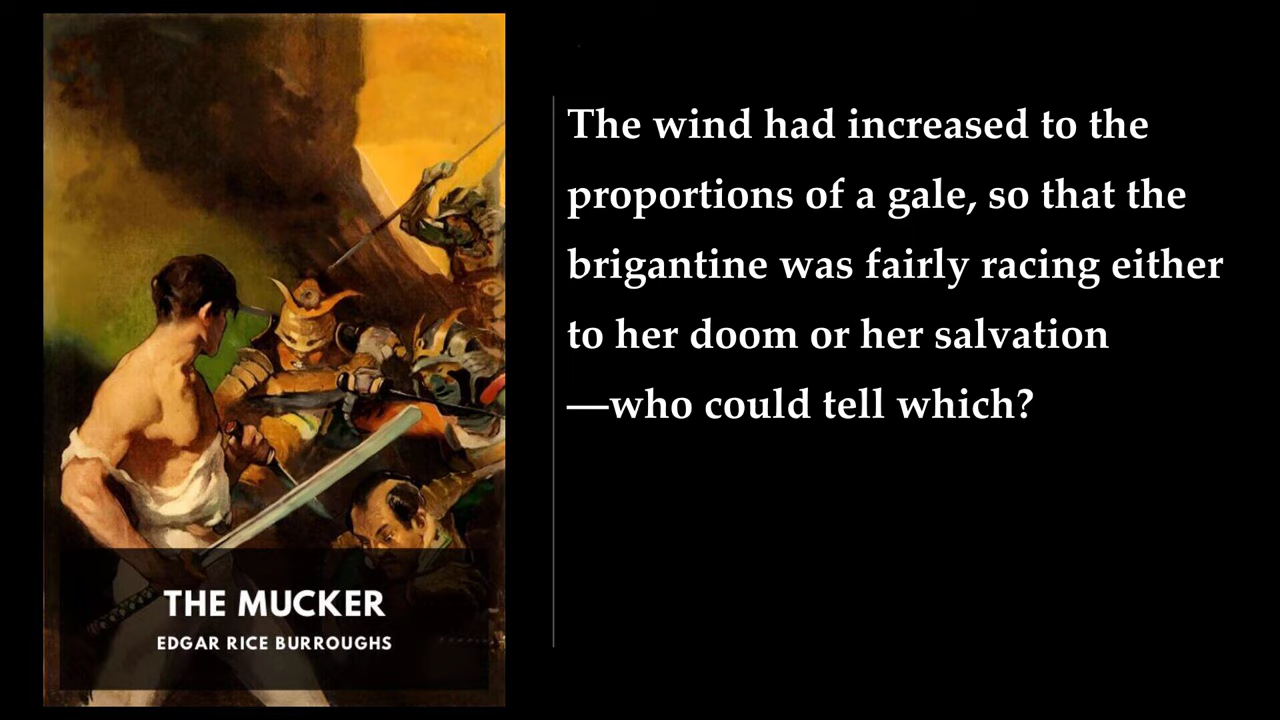 THE MUCKER
EDGAR RICE BURROUGHS
The wind had increased to the
proportions of a gale, so that the
brigantine was fairly racing either
to her doom or her salvation
—who could tell which?